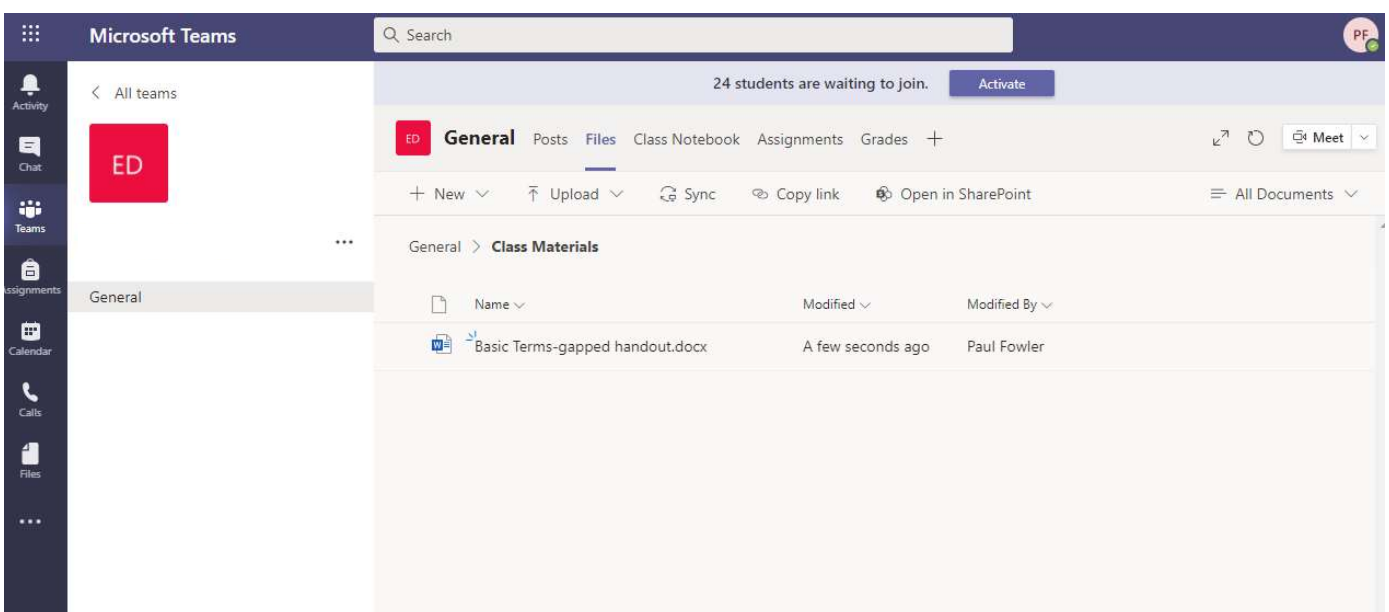 Microsoft Teams
Search
PF
Activity
Chat
Teams
Assignments
Calendar
Calls
Files
All teams
ED
General
24 students are waiting to join. Activate
ED General Posts Files Class Notebook Assignments Grades
Meet
New Upload Sync Copy link Open in SharePoint All Documents
General > Class Materials
Name Modified Modified By
Basic Terms-gapped handout.docx A few seconds ago Paul Fowler